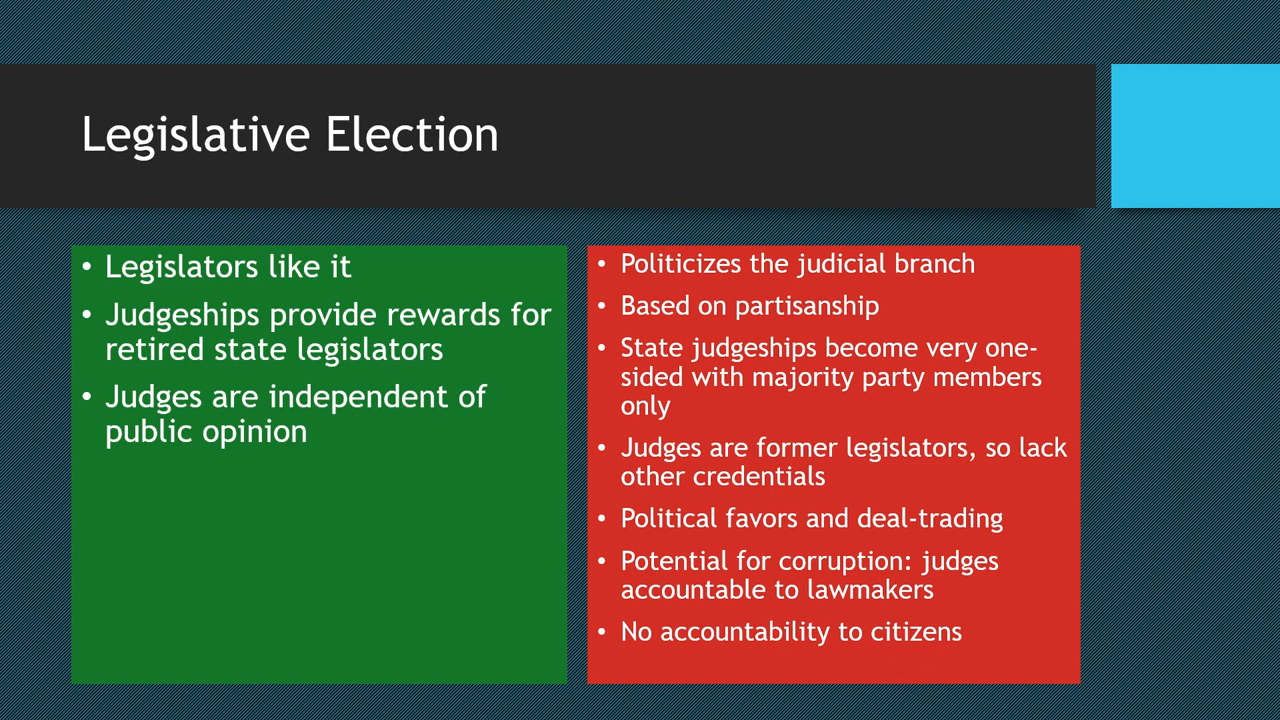 Legislative Election
• Legislators like it
• Judgeships provide rewards for
retired state legislators
• Judges are independent of
public opinion
• Politicizes the judicial branch
• Based on partisanship
• State judgeships become very one-
sided with majority party members
only
• Judges are former legislators, so lack
other credentials
• Political favors and deal-trading
• Potential for corruption: judges
accountable to lawmakers
• No accountability to citizens